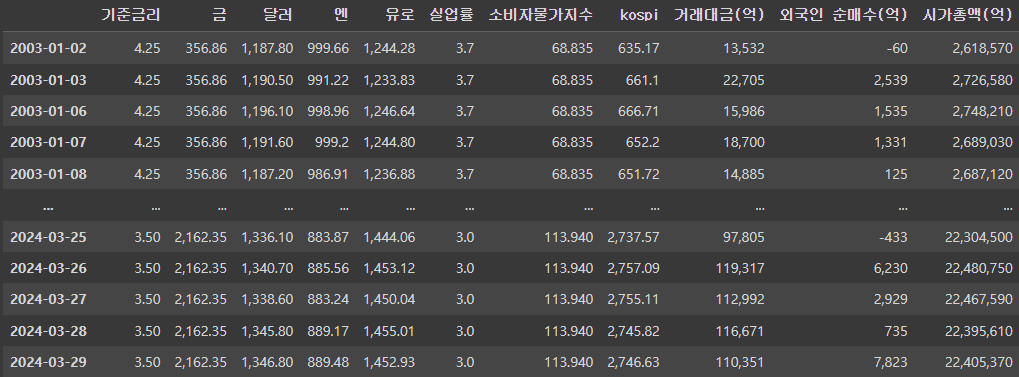 기준금리 금 달러 엔 유로 실업률 소비자물가지수 kospi 거래대금(억) 외국인 순매수(억) 시가총액(억)
2003-01-02 4.25 356.86 1,187.80 999.66 1,244.28 3.7 68.835 635.17 13,532 -60 2,618,570
2003-01-03 4.25 356.86 1,190.50 991.22 1,233.83 3.7 68.835 661.1 22,705 2,539 2,726,580
2003-01-06 4.25 356.86 1,196.10 998.96 1,246.64 3.7 68.835 666.71 15,986 1,535 2,748,210
2003-01-07 4.25 356.86 1,191.60 999.2 1,244.80 3.7 68.835 652.2 18,700 1,331 2,689,030
2003-01-08 4.25 356.86 1,187.20 986.91 1,236.88 3.7 68.835 651.72 14,885 125 2,687,120
... ... ... ... ... ... ... ... ... ... ... ...
2024-03-25 3.50 2,162.35 1,336.10 883.87 1,444.06 3.0 113.940 2,737.57 97,805 -433 22,304,500
2024-03-26 3.50 2,162.35 1,340.70 885.56 1,453.12 3.0 113.940 2,757.09 119,317 6,230 22,480,750
2024-03-27 3.50 2,162.35 1,338.60 883.24 1,450.04 3.0 113.940 2,755.11 112,992 2,929 22,467,590
2024-03-28 3.50 2,162.35 1,345.80 889.17 1,455.01 3.0 113.940 2,745.82 116,671 735 22,395,610
2024-03-29 3.50 2,162.35 1,346.80 889.48 1,452.93 3.0 113.940 2,746.63 110,351 7,823 22,405,370